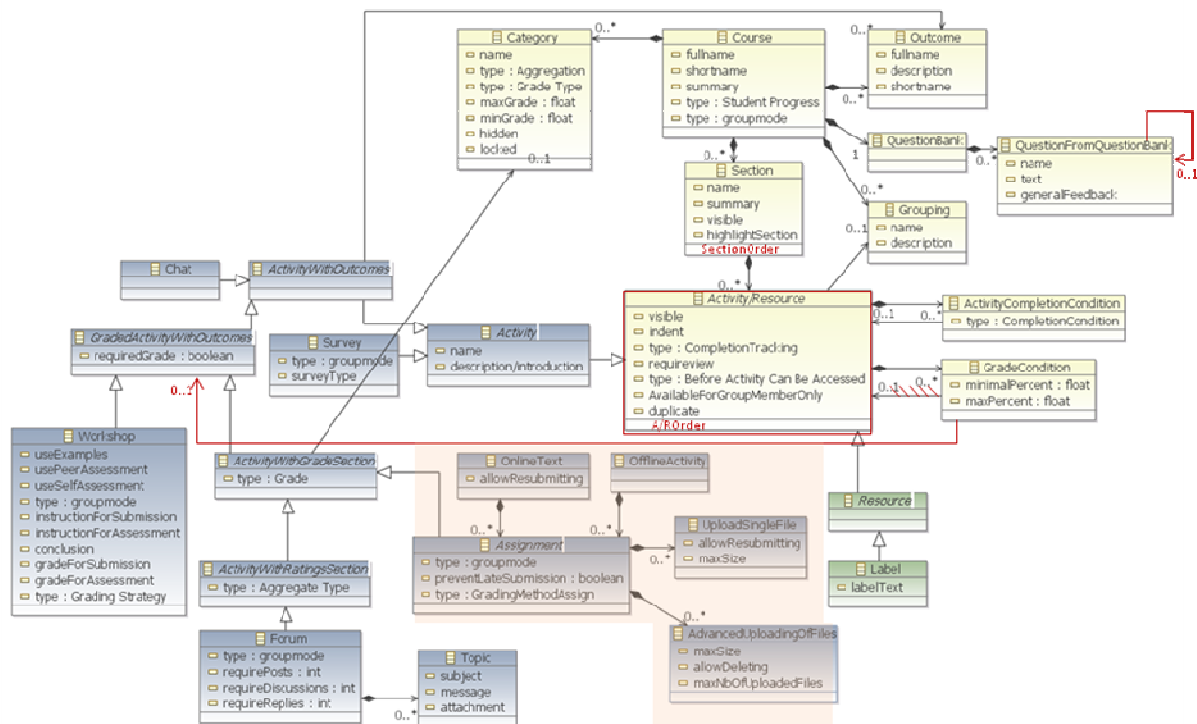 Category
name
type : Aggregation
type : Grade Type
maxGrade : float
minGrade : float
hidden
locked
0..1
0..*
Course
fullname
shortname
summary
type : Student Progress
type : groupmode
0..*
Outcome
fullname
description
shortname
0..*
QuestionBank
1
0..*
QuestionFromQuestionBank
name
text
generalFeedback
0..1
0..*
Section
name
summary
visible
highlightSection
SectionOrder
0..*
0..*
Grouping
name
description
0..1
Chat
ActivityWithOutcomes
GradedActivityWithOutcomes
requiredGrade : boolean
0..1
Survey
type : groupmode
surveyType
Activity
name
description/introduction
Activity/Resource
visible
indent
type : CompletionTracking
requireview
type : Before Activity Can Be Accessed
AvailableForGroupMemberOnly
duplicate
A/ROrder
ActivityCompletionCondition
type : CompletionCondition
0..1
0..*
GradeCondition
minimalPercent : float
maxPercent : float
0..1
0..*
Workshop
useExamples
usePeerAssessment
useSelfAssessment
type : groupmode
instructionForSubmission
instructionForAssessment
conclusion
gradeForSubmission
gradeForAssessment
type : Grading Strategy
ActivityWithGradeSection
type : Grade
OnlineText
allowResubmitting
0..*
OfflineActivity
0..*
Assignment
type : groupmode
preventLateSubmission : boolean
type : GradingMethodAssign
UploadSingleFile
allowResubmitting
maxSize
0..*
0..*
AdvancedUploadingOfFiles
maxSize
allowDeleting
maxNbOfUploadedFiles
Resource
Label
labelText
ActivityWithRatingsSection
type : Aggregate Type
Forum
type : groupmode
requirePosts : int
requireDiscussions : int
requireReplies : int
0..*
Topic
subject
message
attachment